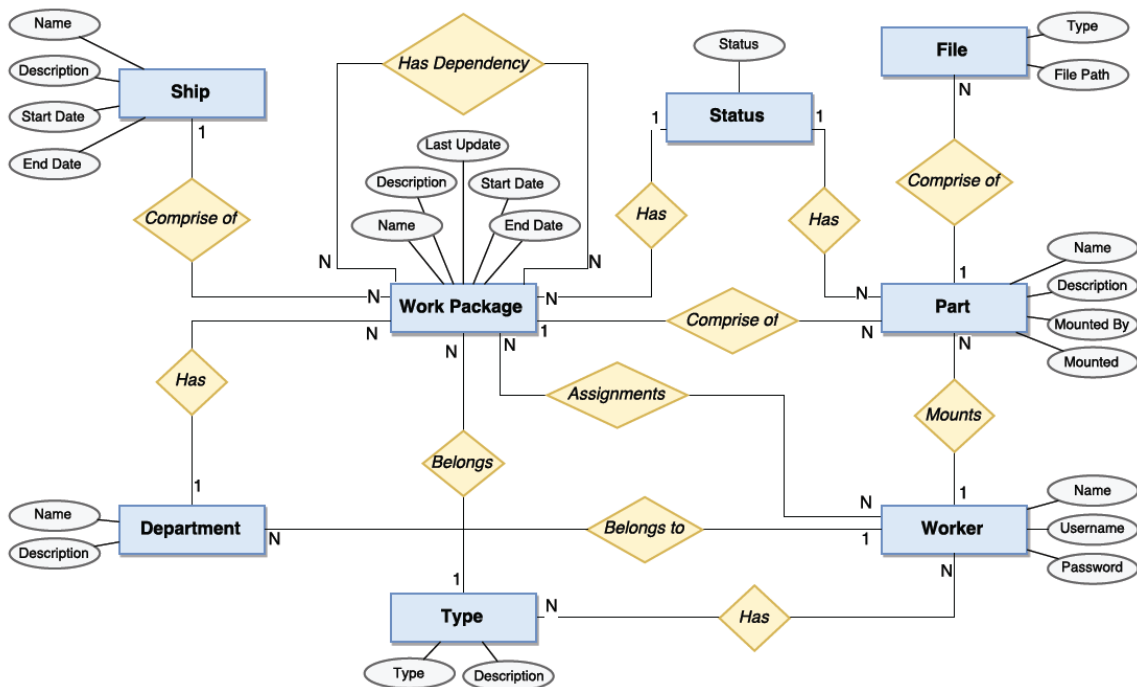 Name
Type
Status
File
Has Dependency
Description
Ship
File Path
N
Status
Start Date
1
1
1
Last Update
End Date
Description
Start Date
Comprise of
Comprise of
Has
Has
Name
End Date
Name
N
N
1
Description
N
N
N
Work Package
Part
Comprise of
Mounted By
N
1
N
N
N
N
Mounted
Has
Assignments
Mounts
Belongs
1
N
1
Name
Name
Department
Belongs to
Worker
Username
N
1
Description
N
Password
1
N
Type
Has
Type
Description